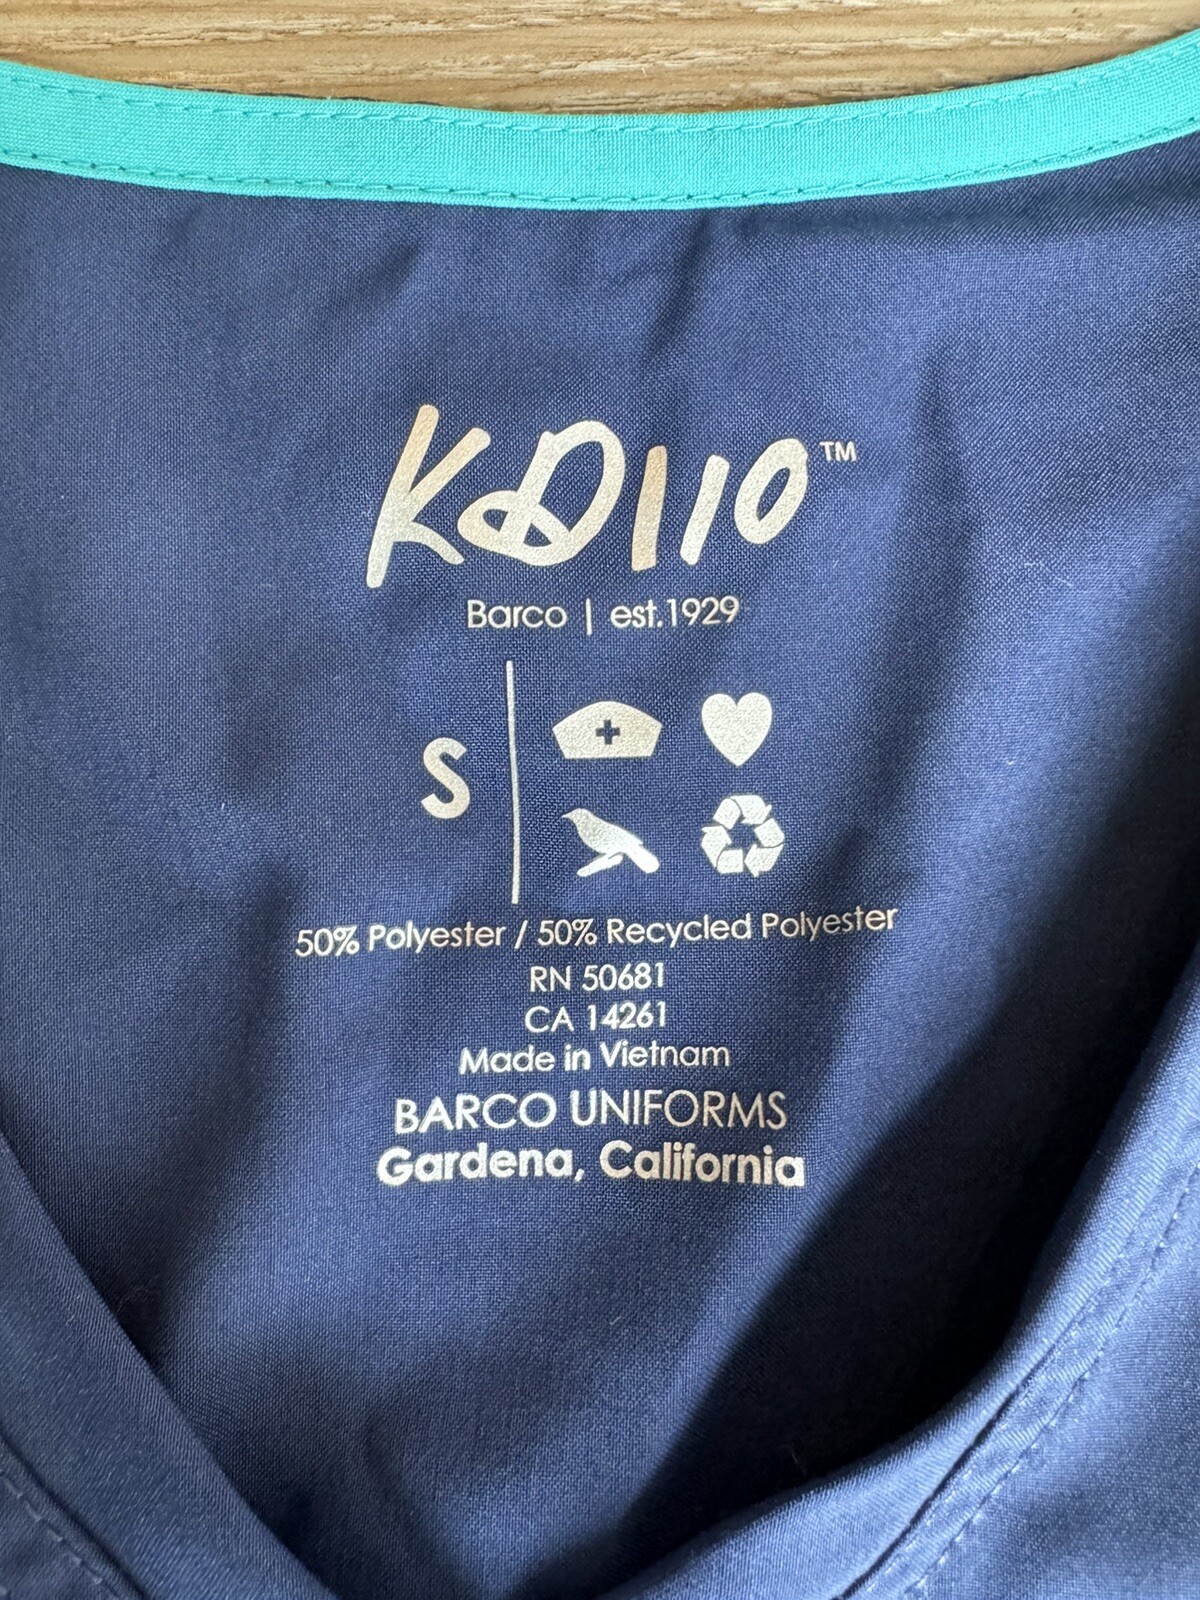 KD110™
Barco | est.1929
S
50% Polyester / 50% Recycled Polyester
RN 50681
CA 14261
Made in Vietnam
BARCO UNIFORMS
Gardena, California